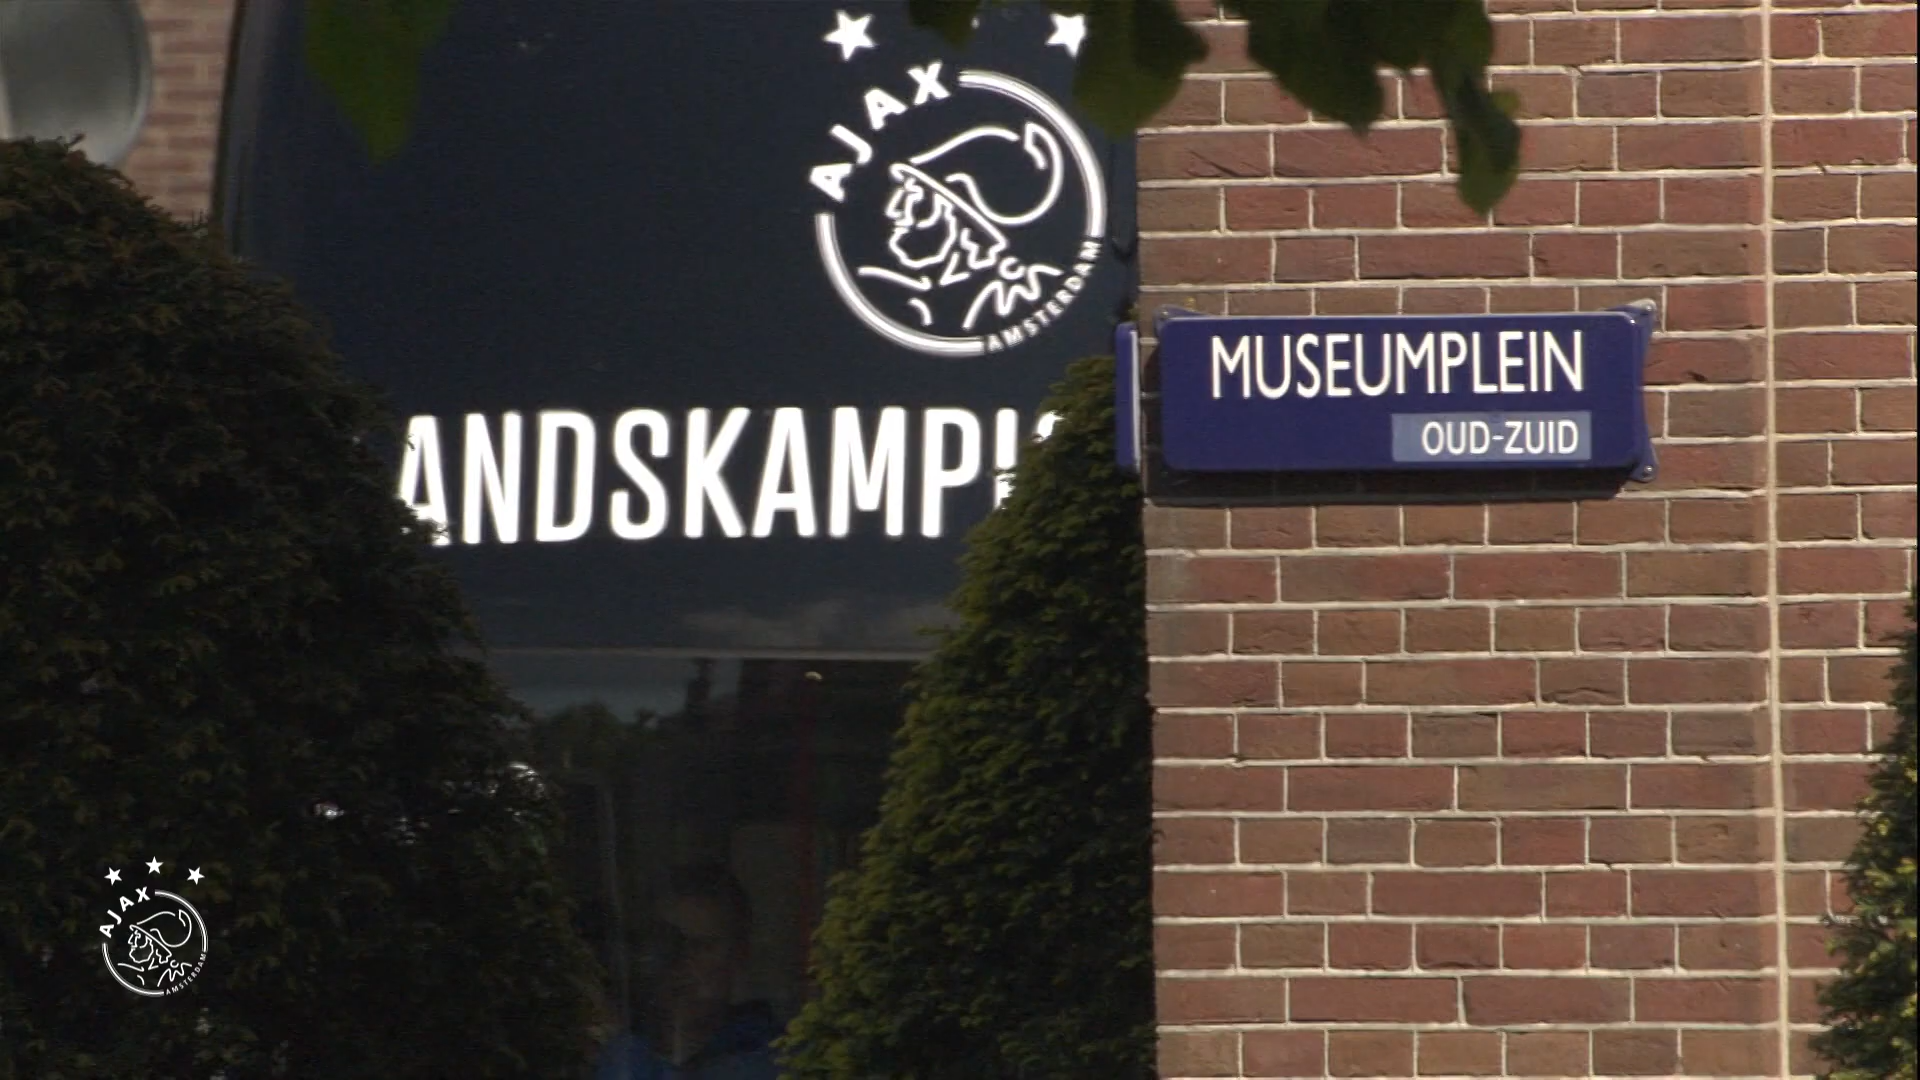 AJAX
AMSTERDAM
ANDSKAMPI
MUSEUMPLEIN
OUD-ZUID
AJAX
AMSTERDAM